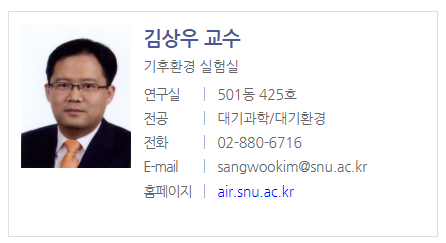 김상우 교수
기후환경 실험실
연구실 | 501동 425호
전공 | 대기과학/대기환경
전화 | 02-880-6716
E-mail | sangwookim@snu.ac.kr
홈페이지 | air.snu.ac.kr